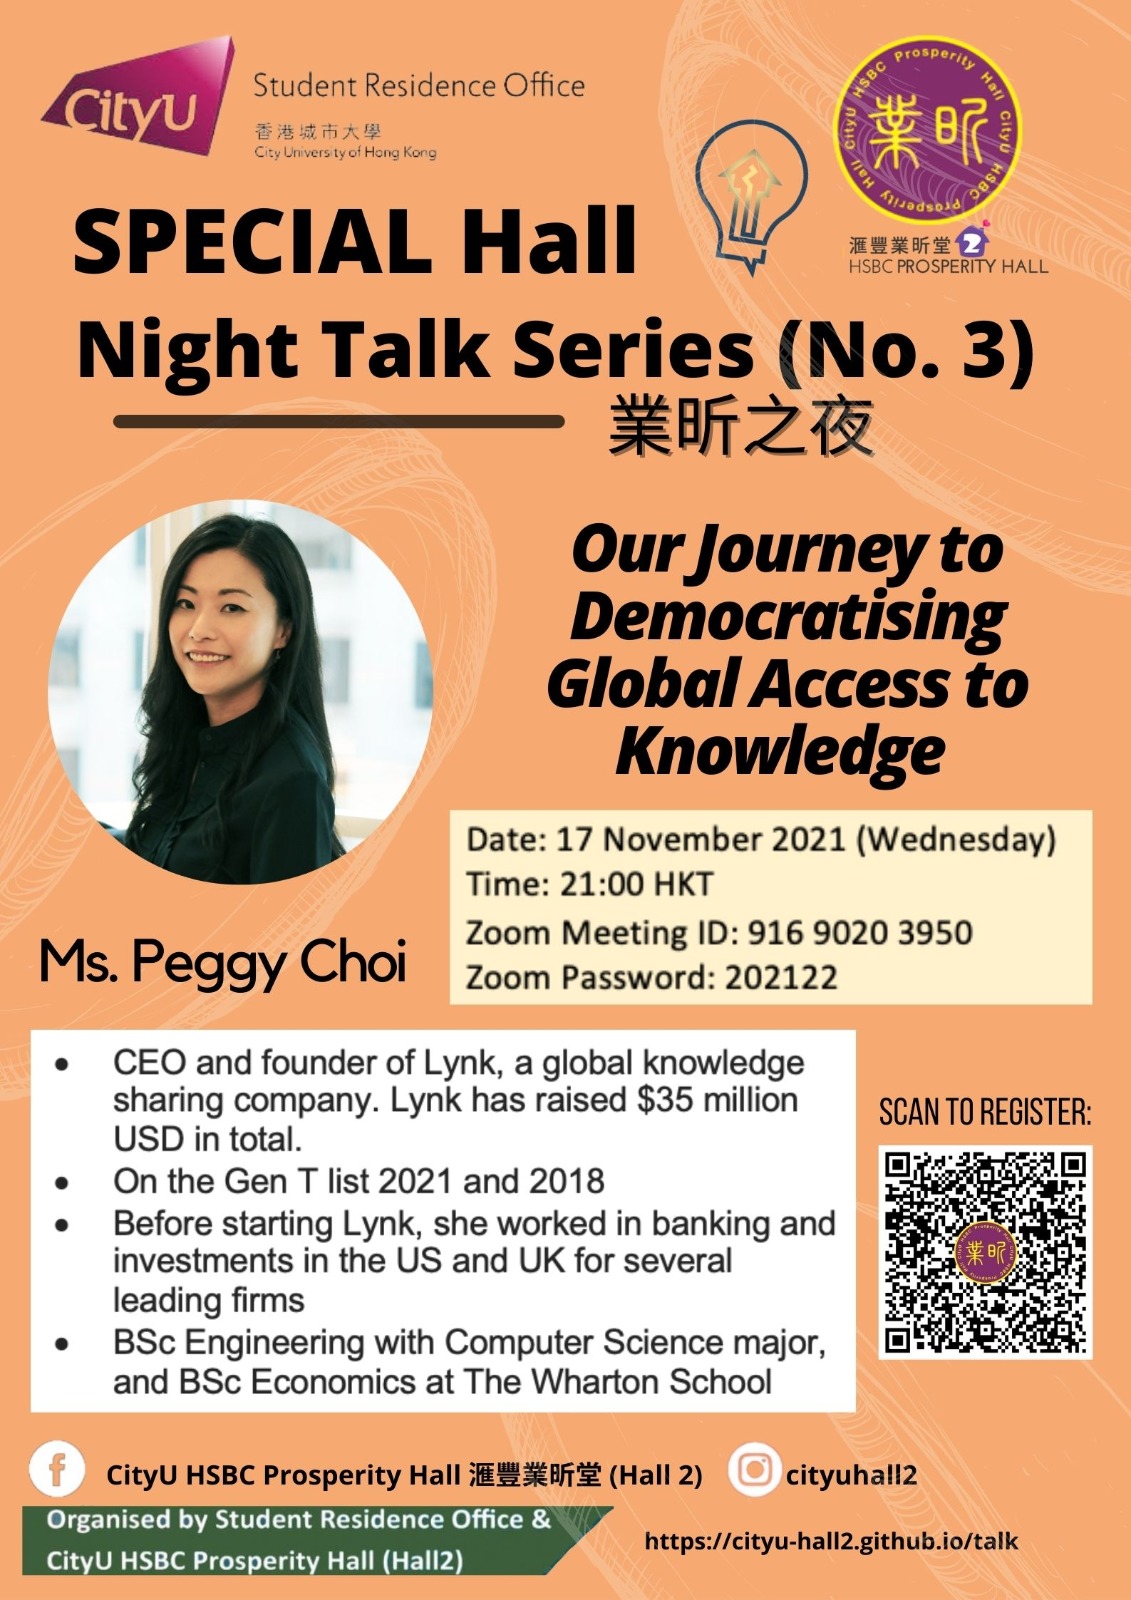 CityU
Student Residence Office
香港城市大學
City University of Hong Kong
CityU HSBC Prosperity Hall CityU HSBC Prosperity Hall
業昕
滙豐業昕堂 2
HSBC PROSPERITY HALL
SPECIAL Hall
Night Talk Series (No. 3)
業昕之夜
Our Journey to
Democratising
Global Access to
Knowledge
Date: 17 November 2021 (Wednesday)
Time: 21:00 HKT
Zoom Meeting ID: 916 9020 3950
Zoom Password: 202122
Ms. Peggy Choi
• CEO and founder of Lynk, a global knowledge
sharing company. Lynk has raised $35 million
USD in total.
• On the Gen T list 2021 and 2018
• Before starting Lynk, she worked in banking and
investments in the US and UK for several
leading firms
• BSc Engineering with Computer Science major,
and BSc Economics at The Wharton School
SCAN TO REGISTER:
業昕
CityU HSBC Prosperity Hall 滙豐業昕堂 (Hall 2)
cityuhall2
Organised by Student Residence Office &
CityU HSBC Prosperity Hall (Hall2)
https://cityu-hall2.github.io/talk